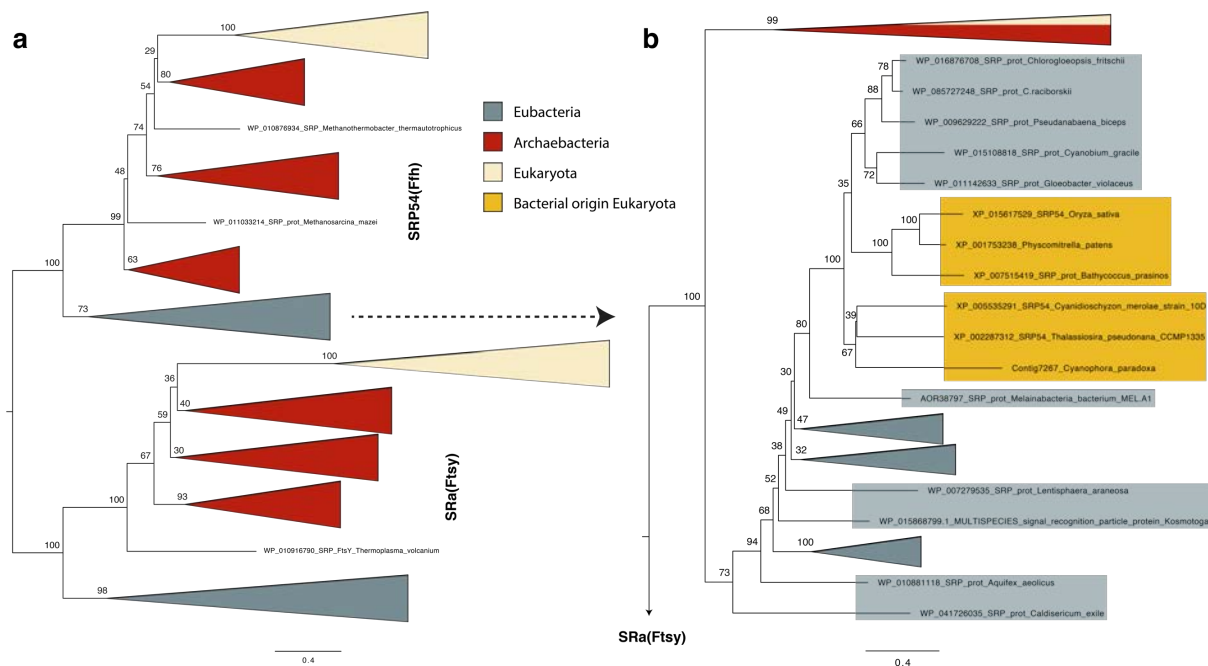 a
100
29
80
54
WP_010876934_SRP_Methanothermobacter_thermautotrophicus
74
76
48
WP_011033214_SRP_prot_Methanosarcina_mazei
99
63
100
73
SRP54(Ffh)
100
36
40
59
30
67
93
100
WP_010916790_SRP_FtsY_Thermoplasma_volcanium
100
98
SRa(Ftsy)
0.4
Eubacteria
Archaebacteria
Eukaryota
Bacterial origin Eukaryota
b
99
WP_016876708_SRP_prot_Chlorogloeopsis_fritschii
78
WP_085727248_SRP_prot_C.raciborskii
88
WP_009629222_SRP_prot_Pseudanabaena_biceps
66
WP_015108818_SRP_prot_Cyanobium_gracile
72
WP_011142633_SRP_prot_Gloeobacter_violaceus
35
XP_015617529_SRP54_Oryza_sativa
100
XP_001753238_Physcomitrella_patens
100
XP_007515419_SRP_prot_Bathycoccus_prasinos
100
XP_005535291_SRP54_Cyanidioschyzon_merolae_strain_10D
39
XP_002287312_SRP54_Thalassiosira_pseudonana_CCMP1335
67
Contig7267_Cyanophora_paradoxa
80
AOR38797_SRP_prot_Melainabacteria_bacterium_MEL.A1
30
47
49
32
38
WP_007279535_SRP_prot_Lentisphaera_araneosa
52
WP_015868799.1_MULTISPECIES_signal_recognition_particle_protein_Kosmotoga
68
100
94
WP_010881118_SRP_prot_Aquifex_aeolicus
73
WP_041726035_SRP_prot_Caldisericum_exile
100
SRa(Ftsy)
0.4